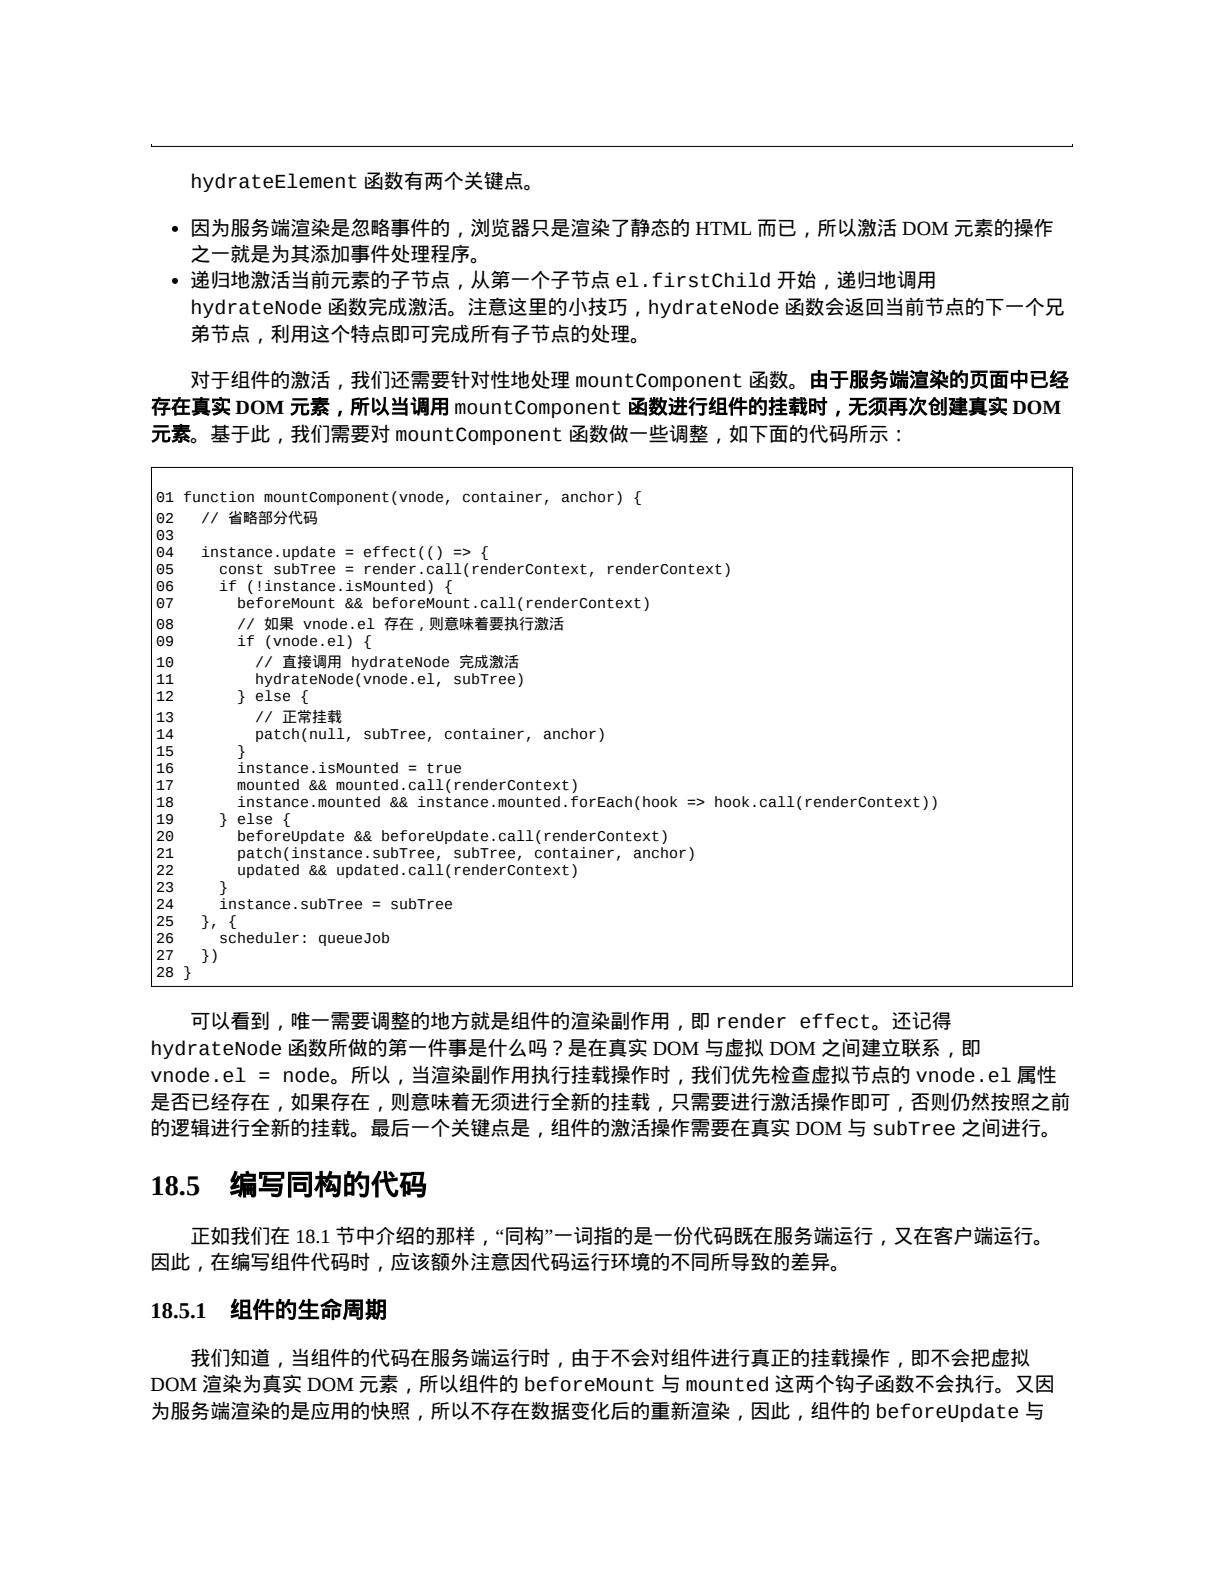 hydrateElement 函数有两个关键点。
• 因为服务端渲染是忽略事件的，浏览器只是渲染了静态的 HTML 而已，所以激活 DOM 元素的操作
之一就是为其添加事件处理程序。
• 递归地激活当前元素的子节点，从第一个子节点 el.firstChild 开始，递归地调用
hydrateNode 函数完成激活。注意这里的小技巧，hydrateNode 函数会返回当前节点的下一个兄
弟节点，利用这个特点即可完成所有子节点的处理。
对于组件的激活，我们还需要针对性地处理 mountComponent 函数。由于服务端渲染的页面中已经
存在真实 DOM 元素，所以当调用 mountComponent 函数进行组件的挂载时，无须再次创建真实 DOM
元素。基于此，我们需要对 mountComponent 函数做一些调整，如下面的代码所示：
01 function mountComponent(vnode, container, anchor) {
02   // 省略部分代码
03
04   instance.update = effect(() => {
05     const subTree = render.call(renderContext, renderContext)
06     if (!instance.isMounted) {
07       beforeMount && beforeMount.call(renderContext)
08       // 如果 vnode.el 存在，则意味着要执行激活
09       if (vnode.el) {
10         // 直接调用 hydrateNode 完成激活
11         hydrateNode(vnode.el, subTree)
12       } else {
13         // 正常挂载
14         patch(null, subTree, container, anchor)
15       }
16       instance.isMounted = true
17       mounted && mounted.call(renderContext)
18       instance.mounted && instance.mounted.forEach(hook => hook.call(renderContext))
19     } else {
20       beforeUpdate && beforeUpdate.call(renderContext)
21       patch(instance.subTree, subTree, container, anchor)
22       updated && updated.call(renderContext)
23     }
24     instance.subTree = subTree
25   }, {
26     scheduler: queueJob
27   })
28 }
可以看到，唯一需要调整的地方就是组件的渲染副作用，即 render effect。还记得
hydrateNode 函数所做的第一件事是什么吗？是在真实 DOM 与虚拟 DOM 之间建立联系，即
vnode.el = node。所以，当渲染副作用执行挂载操作时，我们优先检查虚拟节点的 vnode.el 属性
是否已经存在，如果存在，则意味着无须进行全新的挂载，只需要进行激活操作即可，否则仍然按照之前
的逻辑进行全新的挂载。最后一个关键点是，组件的激活操作需要在真实 DOM 与 subTree 之间进行。
18.5 编写同构的代码
正如我们在 18.1 节中介绍的那样，“同构”一词指的是一份代码既在服务端运行，又在客户端运行。
因此，在编写组件代码时，应该额外注意因代码运行环境的不同所导致的差异。
18.5.1 组件的生命周期
我们知道，当组件的代码在服务端运行时，由于不会对组件进行真正的挂载操作，即不会把虚拟
DOM 渲染为真实 DOM 元素，所以组件的 beforeMount 与 mounted 这两个钩子函数不会执行。又因
为服务端渲染的是应用的快照，所以不存在数据变化后的重新渲染，因此，组件的 beforeUpdate 与